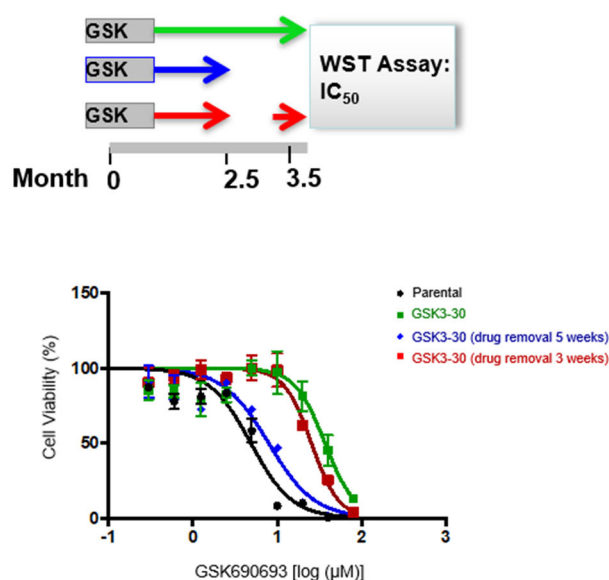 GSK
GSK
GSK
WST Assay:
IC50
Month
0
2.5
3.5
150
100
50
0
-1
0
1
2
3
Cell Viability (%)
GSK690693 [log (µM)]
Parental
GSK3-30
GSK3-30 (drug removal 5 weeks)
GSK3-30 (drug removal 3 weeks)